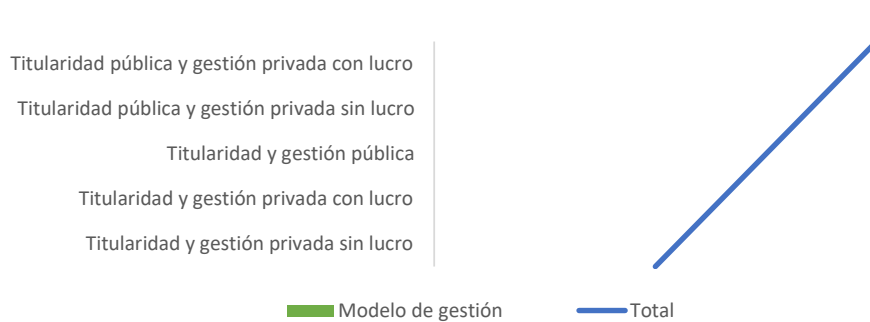 Titularidad pública y gestión privada con lucro
Titularidad pública y gestión privada sin lucro
Titularidad y gestión pública
Titularidad y gestión privada con lucro
Titularidad y gestión privada sin lucro
Modelo de gestión
Total